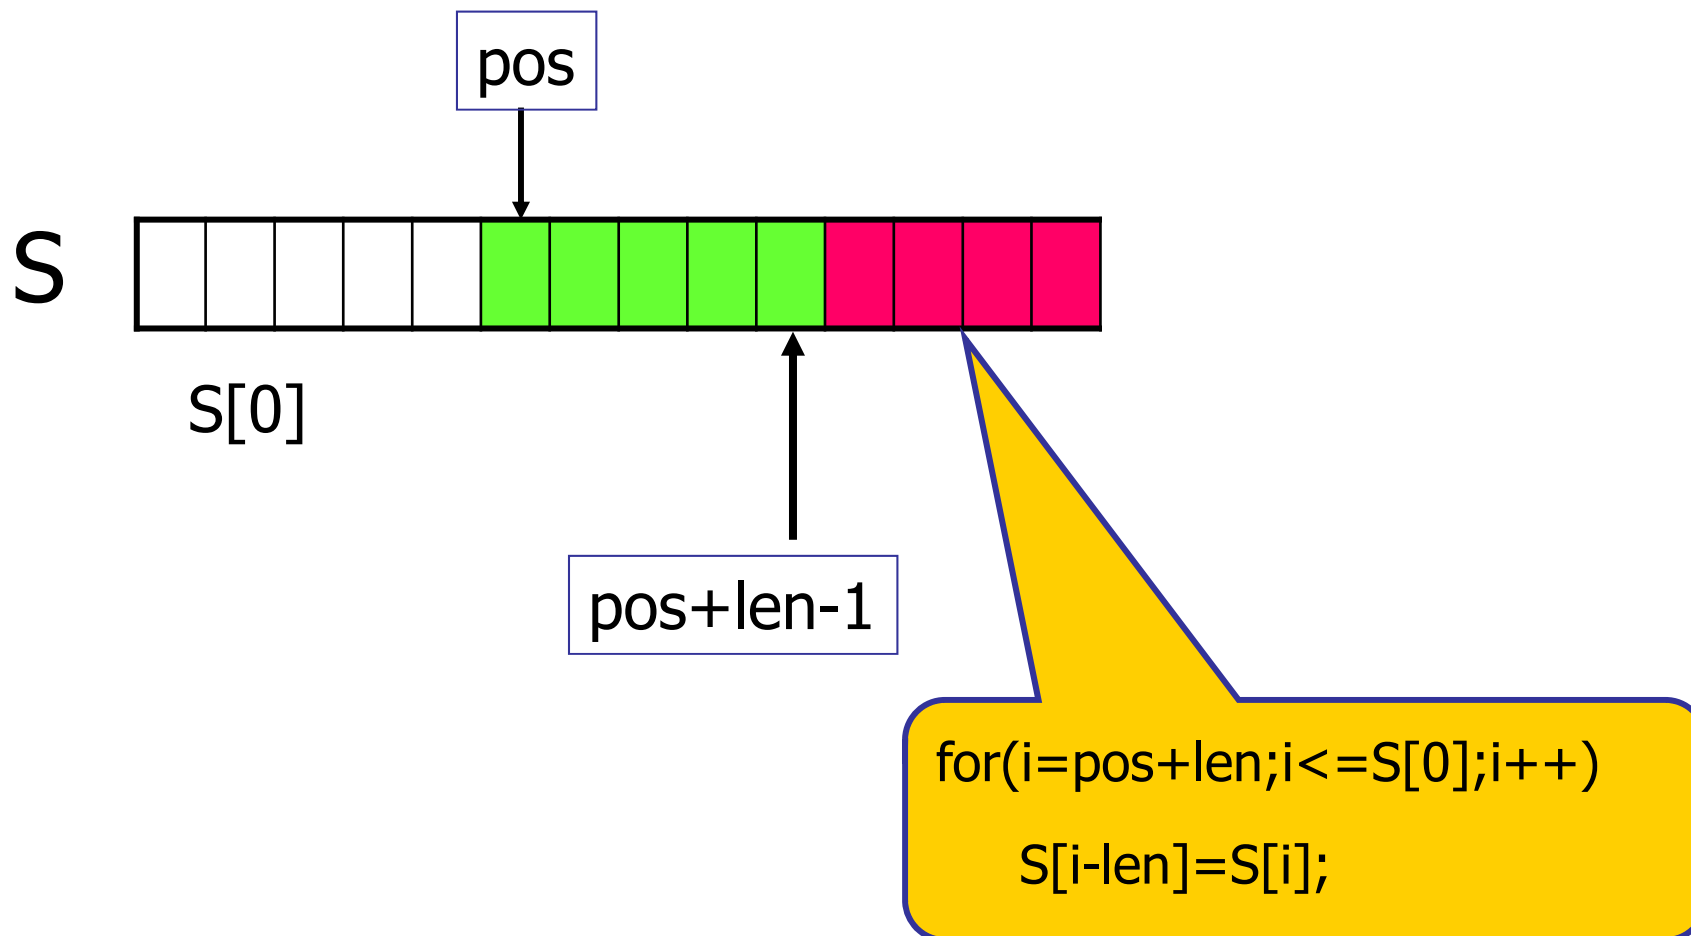 pos
S
S[0]
pos+len-1
for(i=pos+len;i<=S[0];i++)
S[i-len]=S[i];